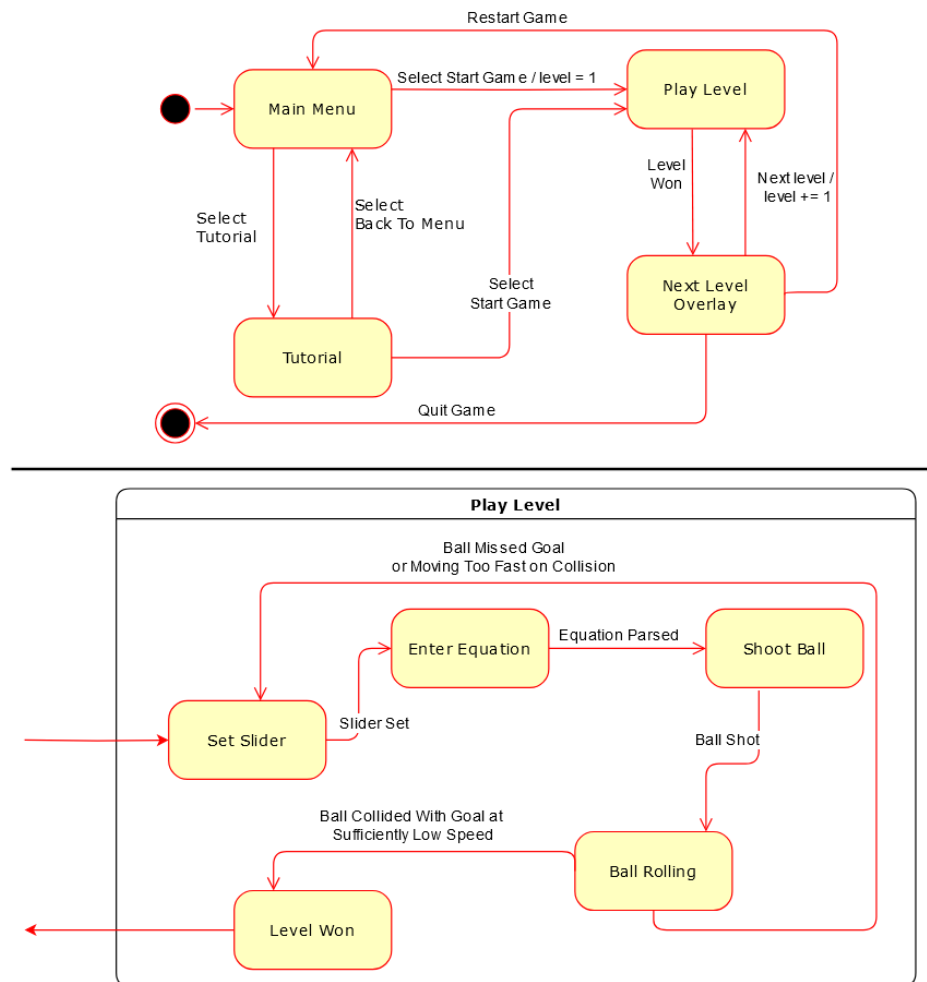 Restart Game
Select Start Game / level = 1
Main Menu
Play Level
Level
Won
Next level /
level += 1
Select
Tutorial
Select
Back To Menu
Select
Start Game
Next Level
Overlay
Tutorial
Quit Game
Play Level
Ball Missed Goal
or Moving Too Fast on Collision
Enter Equation
Equation Parsed
Shoot Ball
Set Slider
Slider Set
Ball Shot
Ball Collided With Goal at
Sufficiently Low Speed
Ball Rolling
Level Won